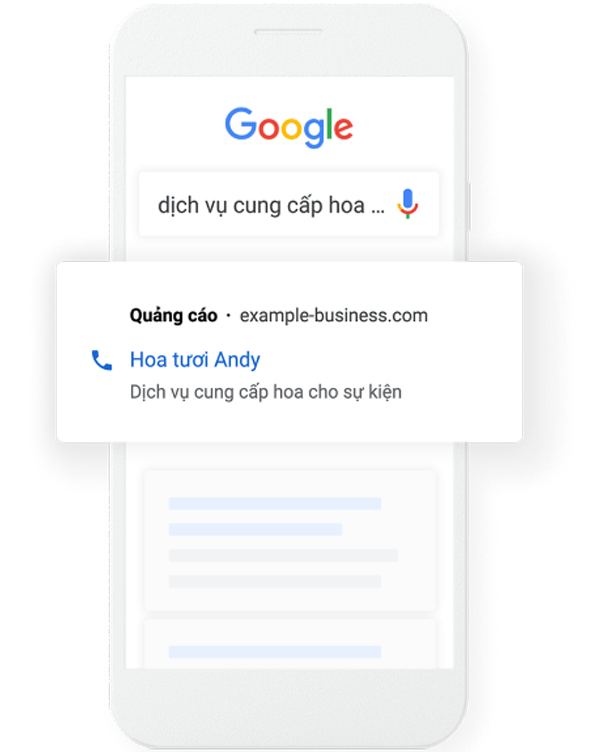 Google
dịch vụ cung cấp hoa ...
Quảng cáo · example-business.com
Hoa tươi Andy
Dịch vụ cung cấp hoa cho sự kiện